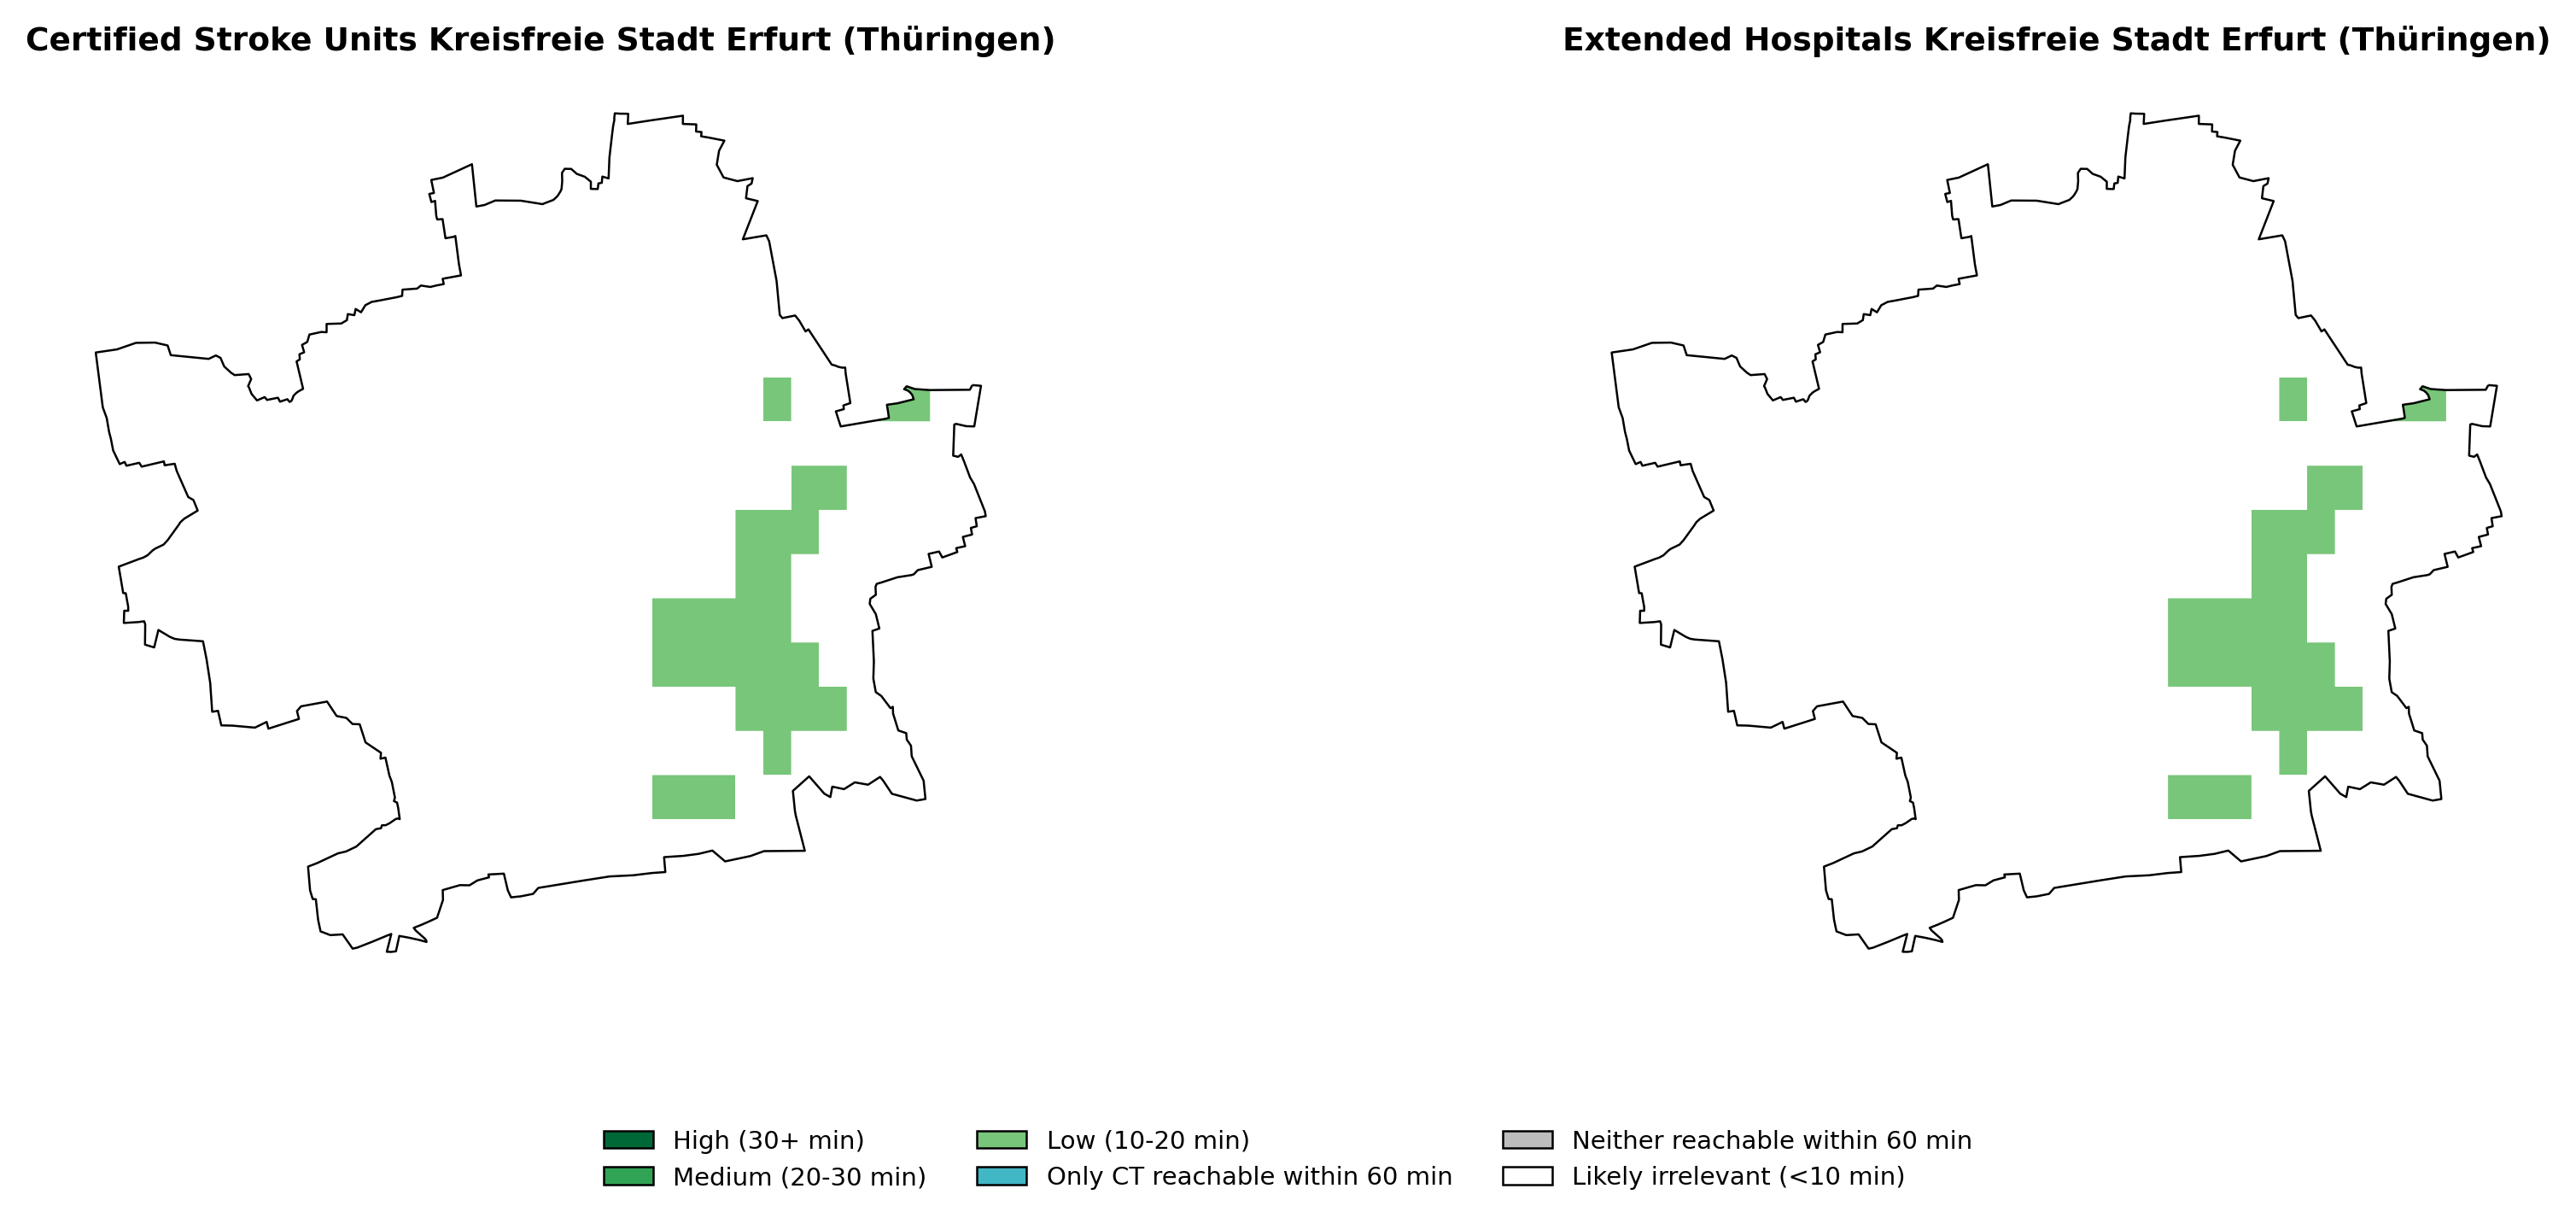 Certified Stroke Units Kreisfreie Stadt Erfurt (Thüringen)
Extended Hospitals Kreisfreie Stadt Erfurt (Thüringen)
High (30+ min)
Medium (20-30 min)
Low (10-20 min)
Only CT reachable within 60 min
Neither reachable within 60 min
Likely irrelevant (<10 min)